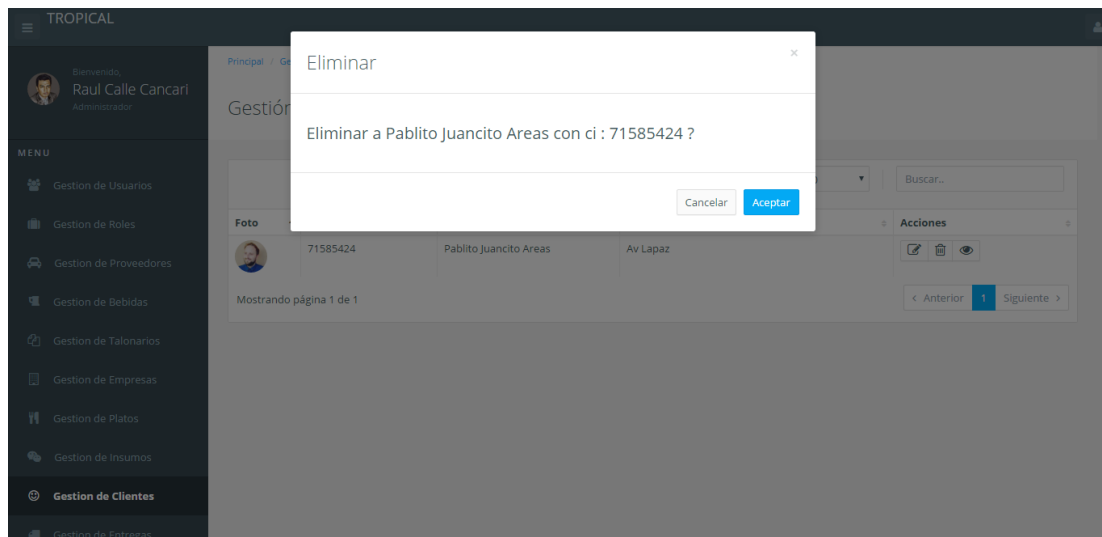 TROPICAL
Bienvenido,
Raul Calle Cancari
Administrador
MENU
Gestion de Usuarios
Gestion de Roles
Gestion de Proveedores
Gestion de Bebidas
Gestion de Talonarios
Gestion de Empresas
Gestion de Platos
Gestion de Insumos
Gestion de Clientes
Gestion de Entregas
Principal / Ge
Gestión
Eliminar ×
Eliminar a Pablito Juancito Areas con ci : 71585424 ?
Cancelar Aceptar
Buscar..
Foto Acciones
71585424 Pablito Juancito Areas Av Lapaz
Mostrando página 1 de 1 < Anterior 1 Siguiente >